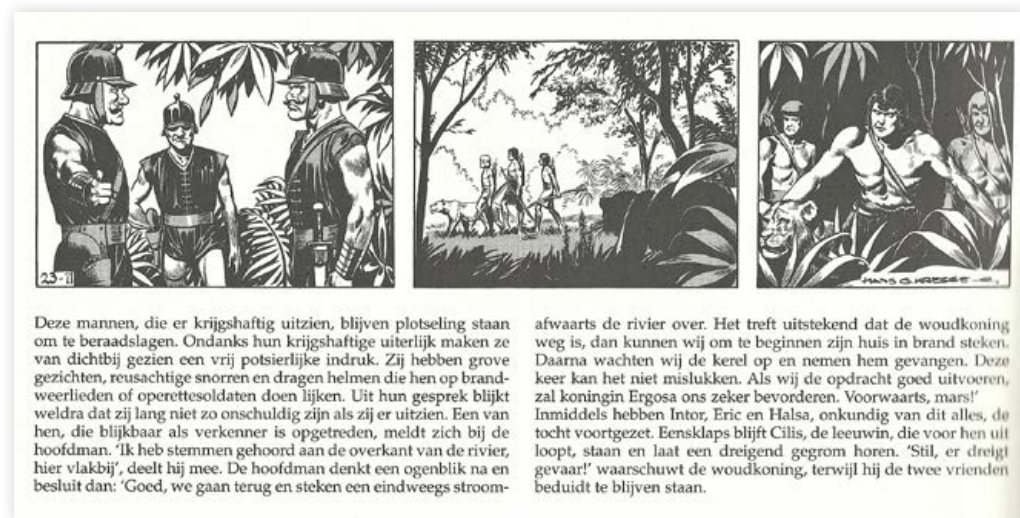 23-11
HANS G. KRESSE
Deze mannen, die er krijgshaftig uitzien, blijven plotseling staan
om te beraadslagen. Ondanks hun krijgshaftige uiterlijk maken ze
van dichtbij gezien een vrij potsierlijke indruk. Zij hebben grove
gezichten, reusachtige snorren en dragen helmen die hen op brand-
weerlieden of operettesoldaten doen lijken. Uit hun gesprek blijkt
weldra dat zij lang niet zo onschuldig zijn als zij er uitzien. Een van
hen, die blijkbaar als verkenner is opgetreden, meldt zich bij de
hoofdman. ‘Ik heb stemmen gehoord aan de overkant van de rivier,
hier vlakbij’, deelt hij mee. De hoofdman denkt een ogenblik na en
besluit dan: ‘Goed, we gaan terug en steken een eindweegs stroom-
afwaarts de rivier over. Het treft uitstekend dat de woudkoning
weg is, dan kunnen wij om te beginnen zijn huis in brand steken.
Daarna wachten wij de kerel op en nemen hem gevangen. Deze
keer kan het niet mislukken. Als wij de opdracht goed uitvoeren,
zal koningin Ergosa ons zeker bevorderen. Voorwaarts, mars!’
Inmiddels hebben Intor, Eric en Halsa, onkundig van dit alles, de
tocht voortgezet. Eensklaps blijft Cilis, de leeuwin, die voor hen uit
loopt, staan en laat een dreigend gegrom horen. ‘Stil, er dreigt
gevaar!’ waarschuwt de woudkoning, terwijl hij de twee vrienden
beduidt te blijven staan.